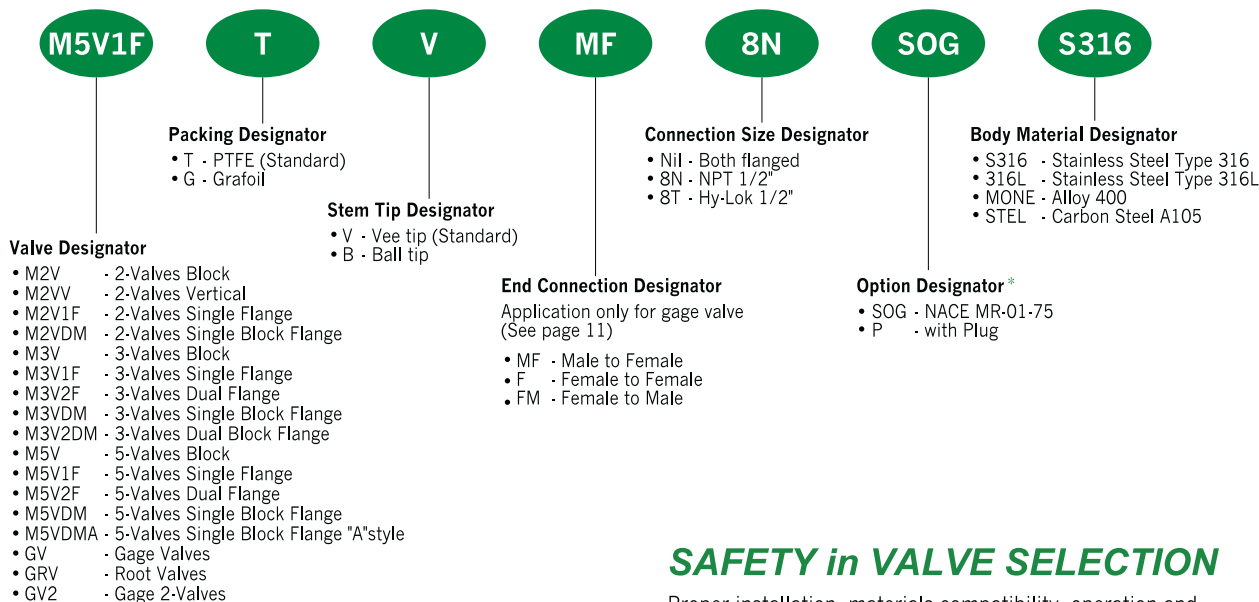 M5V1F T V MF 8N SOG S316
Packing Designator
• T - PTFE (Standard)
• G - Grafoil
Stem Tip Designator
• V - Vee tip (Standard)
• B - Ball tip
Valve Designator
• M2V - 2-Valves Block
• M2VV - 2-Valves Vertical
• M2V1F - 2-Valves Single Flange
• M2VDM - 2-Valves Single Block Flange
• M3V - 3-Valves Block
• M3V1F - 3-Valves Single Flange
• M3V2F - 3-Valves Dual Flange
• M3VDM - 3-Valves Single Block Flange
• M3V2DM - 3-Valves Dual Block Flange
• M5V - 5-Valves Block
• M5V1F - 5-Valves Single Flange
• M5V2F - 5-Valves Dual Flange
• M5VDM - 5-Valves Single Block Flange
• M5VDMA - 5-Valves Single Block Flange "A"style
• GV - Gage Valves
• GRV - Root Valves
• GV2 - Gage 2-Valves
End Connection Designator
Application only for gage valve
(See page 11)
• MF - Male to Female
• F - Female to Female
• FM - Female to Male
Connection Size Designator
• Nil - Both flanged
• 8N - NPT 1/2"
• 8T - Hy-Lok 1/2"
Option Designator*
• SOG - NACE MR-01-75
• P - with Plug
Body Material Designator
• S316 - Stainless Steel Type 316
• 316L - Stainless Steel Type 316L
• MONE - Alloy 400
• STEL - Carbon Steel A105
SAFETY in VALVE SELECTION
Proper installation, materials compatibility, operation and